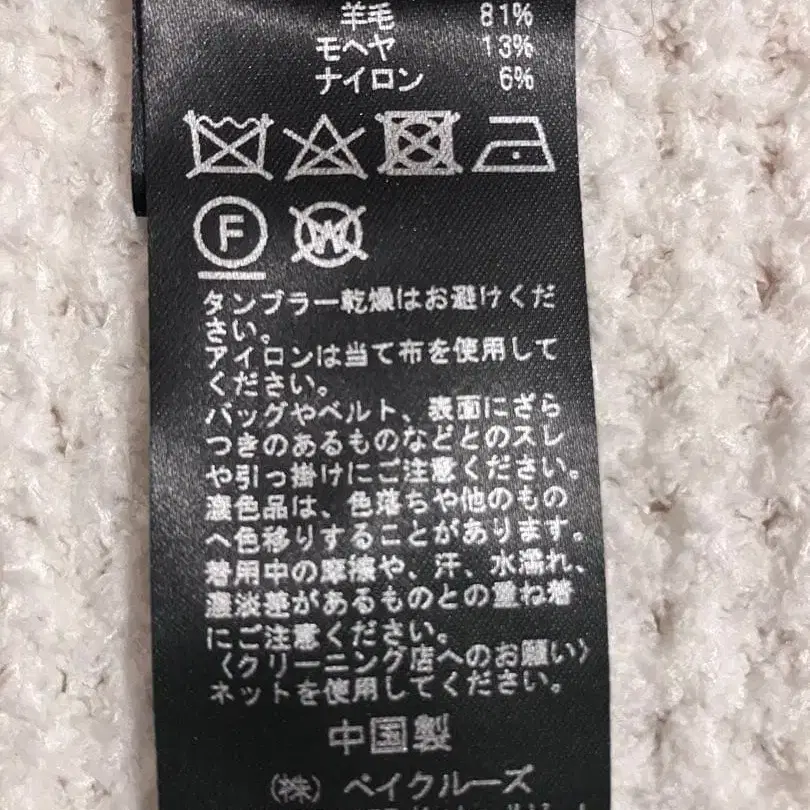 羊毛 81%
モヘヤ 13%
ナイロン 6%
F
W
タンブラー乾燥はお避けくだ
さい。
アイロンは当て布を使用して
ください。
バッグやベルト、表面にざら
つきのあるものなどとのスレ
や引っ掛けにご注意ください。
濃色品は、色落ちや他のもの
へ色移りすることがあります。
着用中の摩擦や、汗、水濡れ、
濃淡差があるものとの重ね着
にご注意ください。
〈クリーニング店へのお願い〉
ネットを使用してください。
中国製
(株) ベイクルーズ